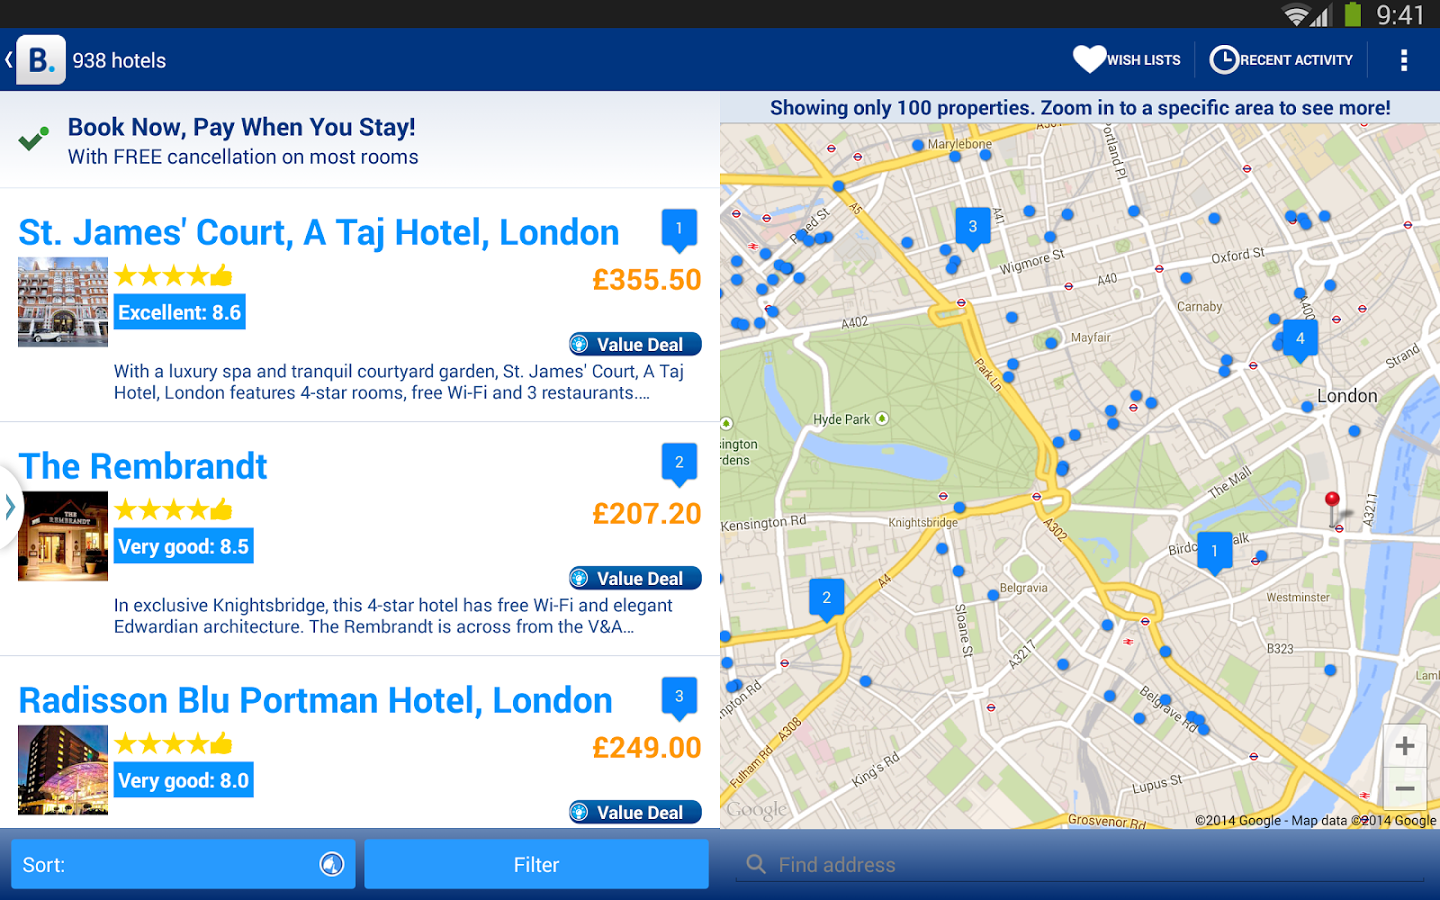 9:41
B.
938 hotels
WISH LISTS
RECENT ACTIVITY
Book Now, Pay When You Stay!
With FREE cancellation on most rooms
St. James' Court, A Taj Hotel, London
1
£355.50
Excellent: 8.6
Value Deal
With a luxury spa and tranquil courtyard garden, St. James' Court, A Taj
Hotel, London features 4-star rooms, free Wi-Fi and 3 restaurants.…
The Rembrandt
2
£207.20
THE
REMBRANDT
Very good: 8.5
Value Deal
In exclusive Knightsbridge, this 4-star hotel has free Wi-Fi and elegant
Edwardian architecture. The Rembrandt is across from the V&A…
Radisson Blu Portman Hotel, London
3
£249.00
Very good: 8.0
Value Deal
Sort:
Filter
Showing only 100 properties. Zoom in to a specific area to see more!
Marylebone
Portland Pl
A5
A41
3
Wigmore St
Oxford St
A40
Carnaby
A400
A402
Mayfair
4
Strand
Park Ln
London
Hyde Park
The Mall
A3211
Kensington Rd
Knightsbridge
A302
1
Belgravia
Westminster
2
A4
Sloane St
A3217
B323
Belgrave Rd
A308
Fulham Rd
King's Rd
Lupus St
Grosvenor Rd
+
−
Google
©2014 Google - Map data ©2014 Google
Find address